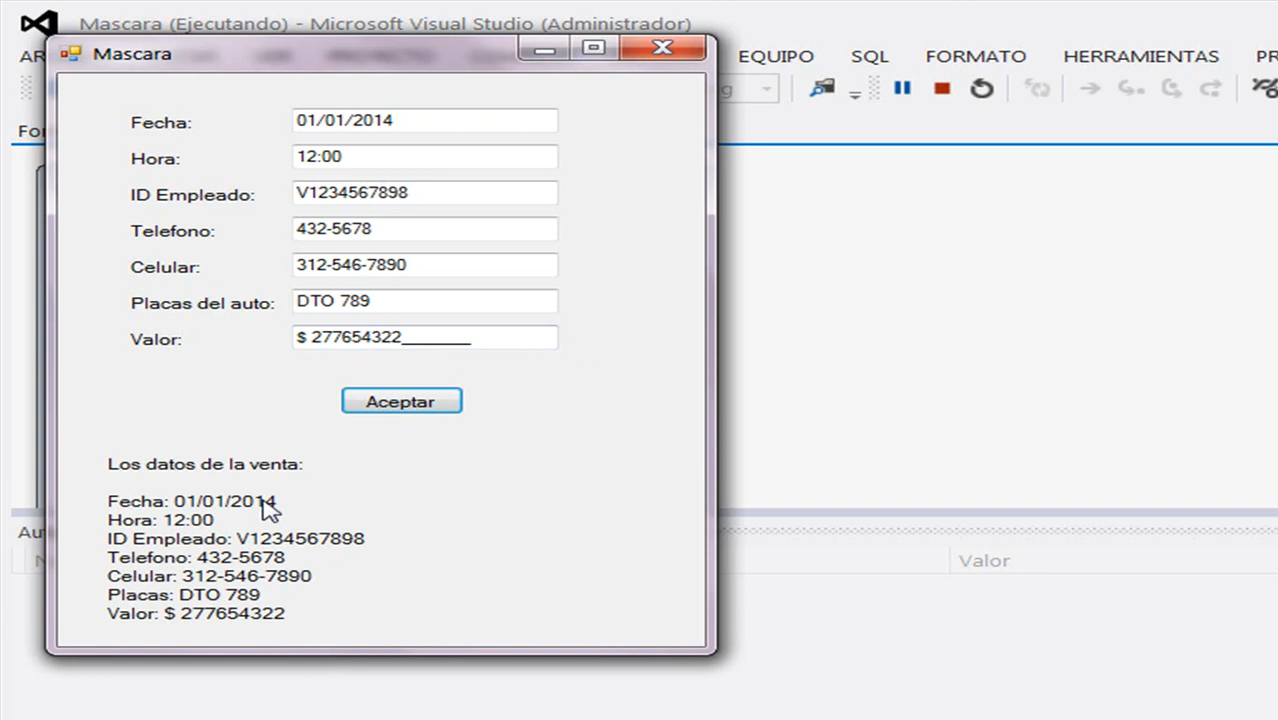 Mascara (Ejecutando) - Microsoft Visual Studio (Administrador)
Mascara
EQUIPO SQL FORMATO HERRAMIENTAS
Fecha: 01/01/2014
Hora: 12:00
ID Empleado: V1234567898
Telefono: 432-5678
Celular: 312-546-7890
Placas del auto: DTO 789
Valor: $ 277654322________
Aceptar
Los datos de la venta:
Fecha: 01/01/2014
Hora: 12:00
ID Empleado: V1234567898
Telefono: 432-5678
Celular: 312-546-7890
Placas: DTO 789
Valor: $ 277654322
Valor